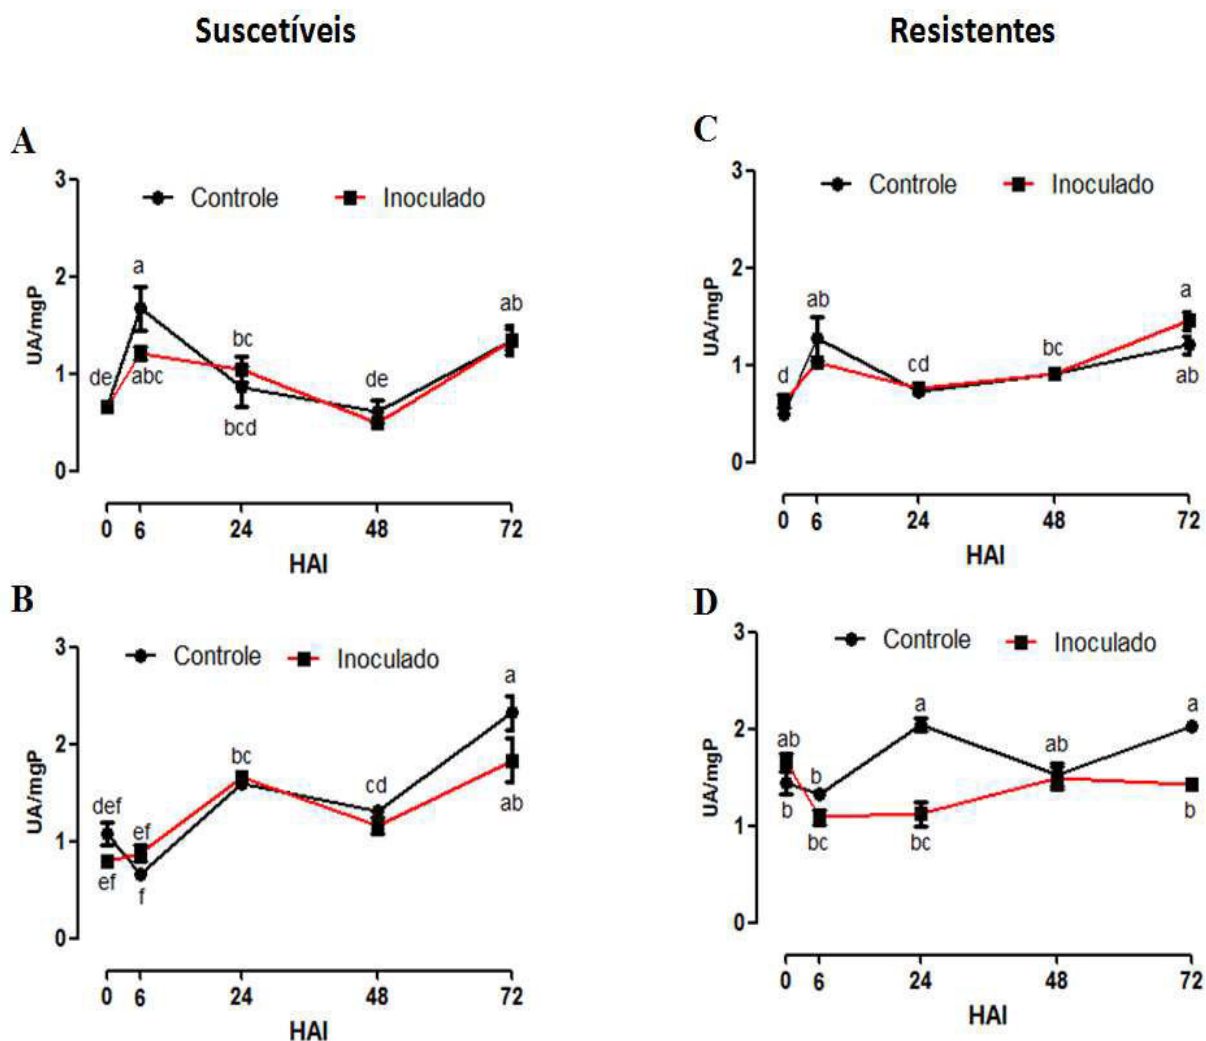 Suscetíveis
Resistentes
A
3
2
1
0
UA/mgP
Controle
Inoculado
a
de
abc
bc
bcd
de
ab
0 6 24 48 72
HAI
C
3
2
1
0
UA/mgP
Controle
Inoculado
d
ab
cd
bc
a
ab
0 6 24 48 72
HAI
B
3
2
1
0
UA/mgP
Controle
Inoculado
def
ef
ef
f
bc
cd
a
ab
0 6 24 48 72
HAI
D
3
2
1
0
UA/mgP
Controle
Inoculado
ab
b
b
bc
a
bc
ab
a
b
0 6 24 48 72
HAI